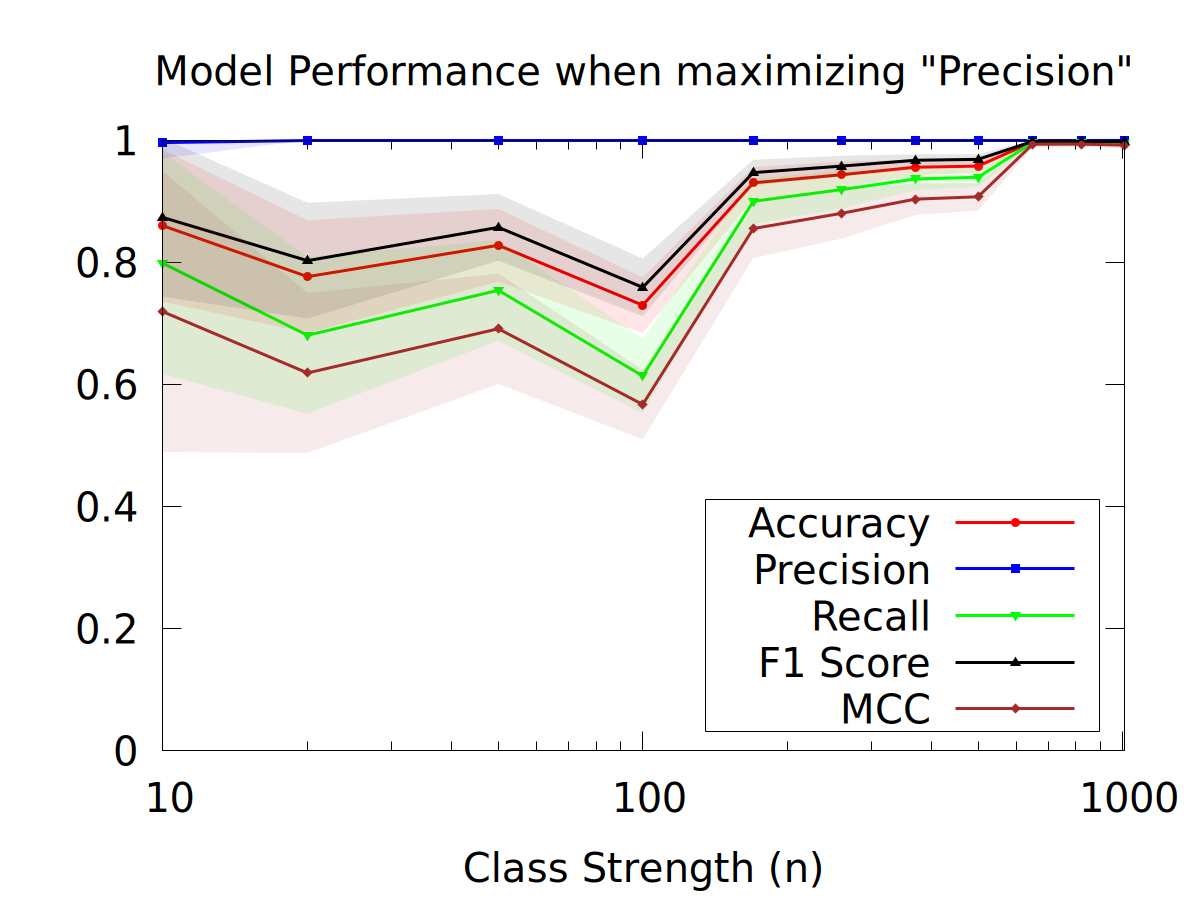 Model Performance when maximizing "Precision"
1
0.8
0.6
0.4
0.2
0
Accuracy
Precision
Recall
F1 Score
MCC
10 100 1000
Class Strength (n)